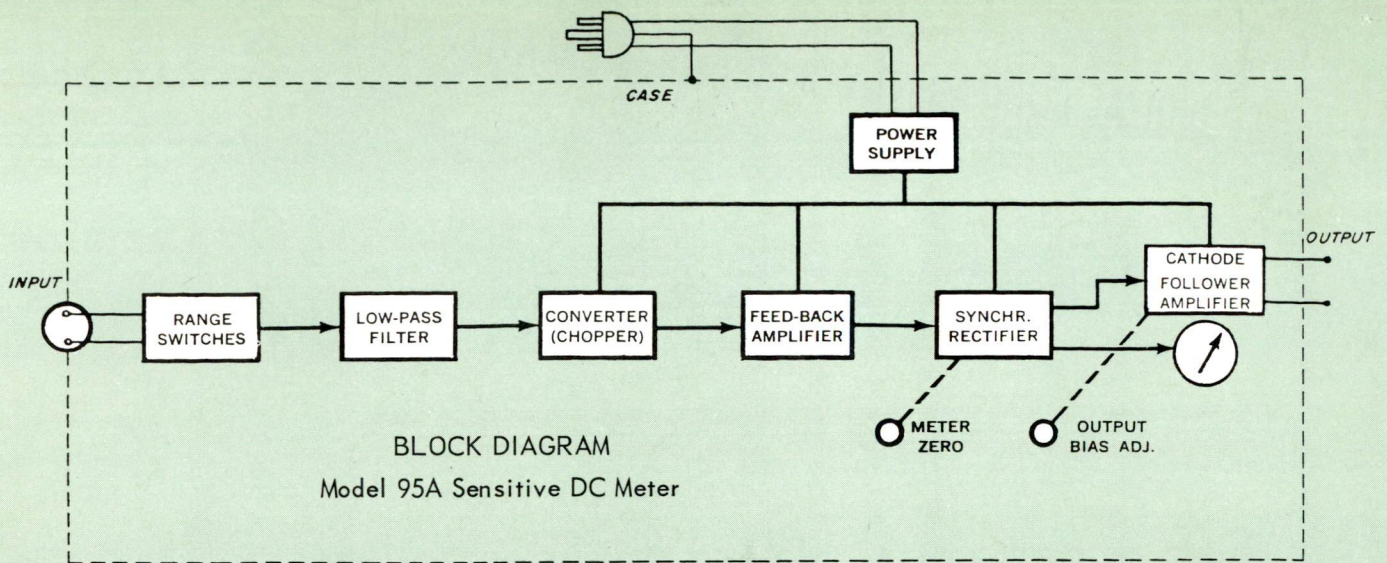 CASE
POWER
SUPPLY
OUTPUT
INPUT
RANGE
SWITCHES
LOW-PASS
FILTER
CONVERTER
(CHOPPER)
FEED-BACK
AMPLIFIER
SYNCHR.
RECTIFIER
CATHODE
FOLLOWER
AMPLIFIER
METER
ZERO
OUTPUT
BIAS ADJ.
BLOCK DIAGRAM
Model 95A Sensitive DC Meter